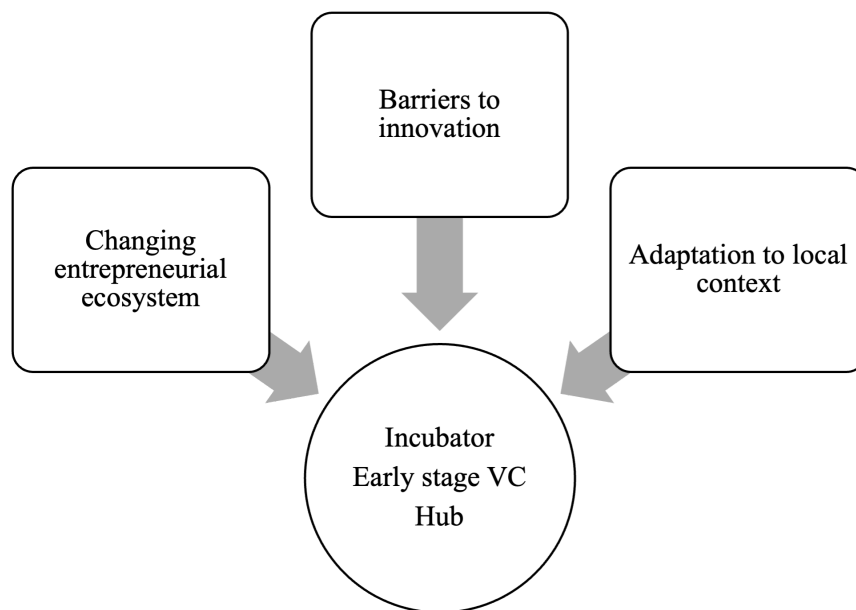 Barriers to
innovation
Changing
entrepreneurial
ecosystem
Adaptation to local
context
Incubator
Early stage VC
Hub